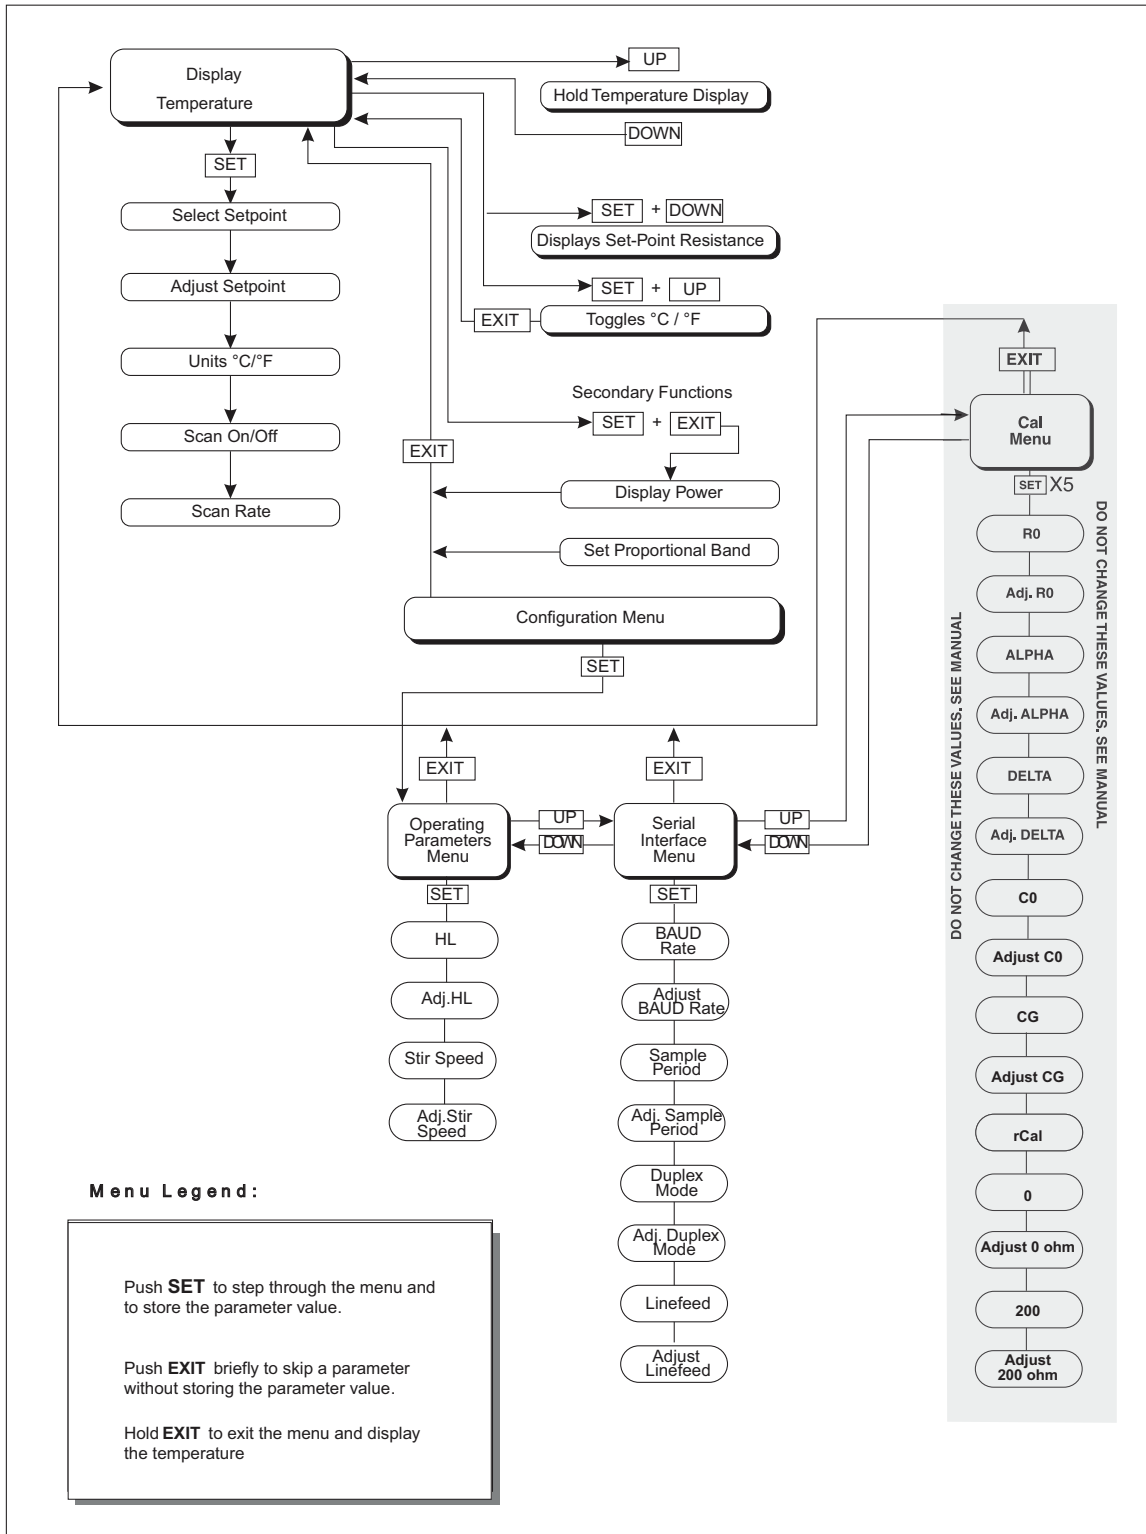 Display
Temperature
UP
Hold Temperature Display
DOWN
SET
Select Setpoint
Adjust Setpoint
Units °C/°F
Scan On/Off
Scan Rate
SET + DOWN
Displays Set-Point Resistance
SET + UP
EXIT
Toggles °C / °F
Secondary Functions
SET + EXIT
EXIT
Display Power
Set Proportional Band
Configuration Menu
SET
EXIT
EXIT
Operating
Parameters
Menu
UP
DOWN
Serial
Interface
Menu
UP
DOWN
SET
HL
Adj.HL
Stir Speed
Adj.Stir
Speed
SET
BAUD
Rate
Adjust
BAUD Rate
Sample
Period
Adj. Sample
Period
Duplex
Mode
Adj. Duplex
Mode
Linefeed
Adjust
Linefeed
EXIT
Cal
Menu
SET X5
R0
Adj. R0
ALPHA
Adj. ALPHA
DELTA
Adj. DELTA
C0
Adjust C0
CG
Adjust CG
rCal
0
Adjust 0 ohm
200
Adjust
200 ohm
DO NOT CHANGE THESE VALUES. SEE MANUAL
DO NOT CHANGE THESE VALUES. SEE MANUAL
Menu Legend:
Push SET to step through the menu and
to store the parameter value.
Push EXIT briefly to skip a parameter
without storing the parameter value.
Hold EXIT to exit the menu and display
the temperature